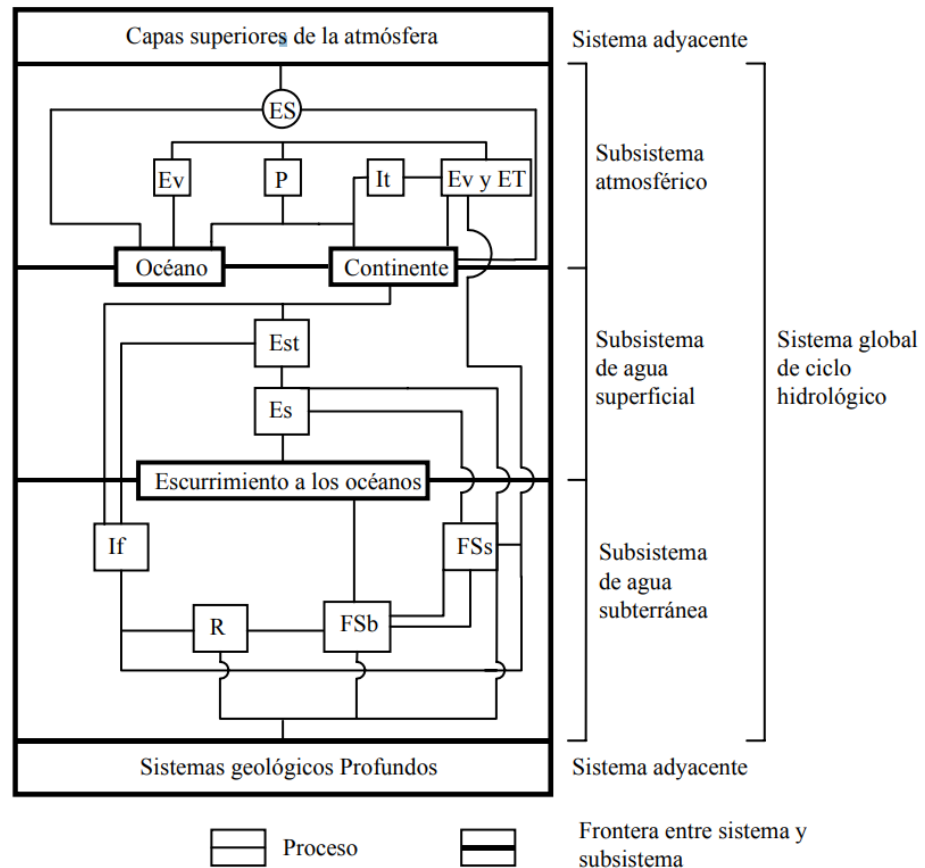 Capas superiores de la atmósfera
Sistema adyacente
ES
Ev
P
It
Ev y ET
Subsistema
atmosférico
Océano
Continente
Est
Es
Subsistema
de agua
superficial
Sistema global
de ciclo
hidrológico
Escurrimiento a los océanos
If
FSs
R
FSb
Subsistema
de agua
subterránea
Sistemas geológicos Profundos
Sistema adyacente
Proceso
Frontera entre sistema y
subsistema